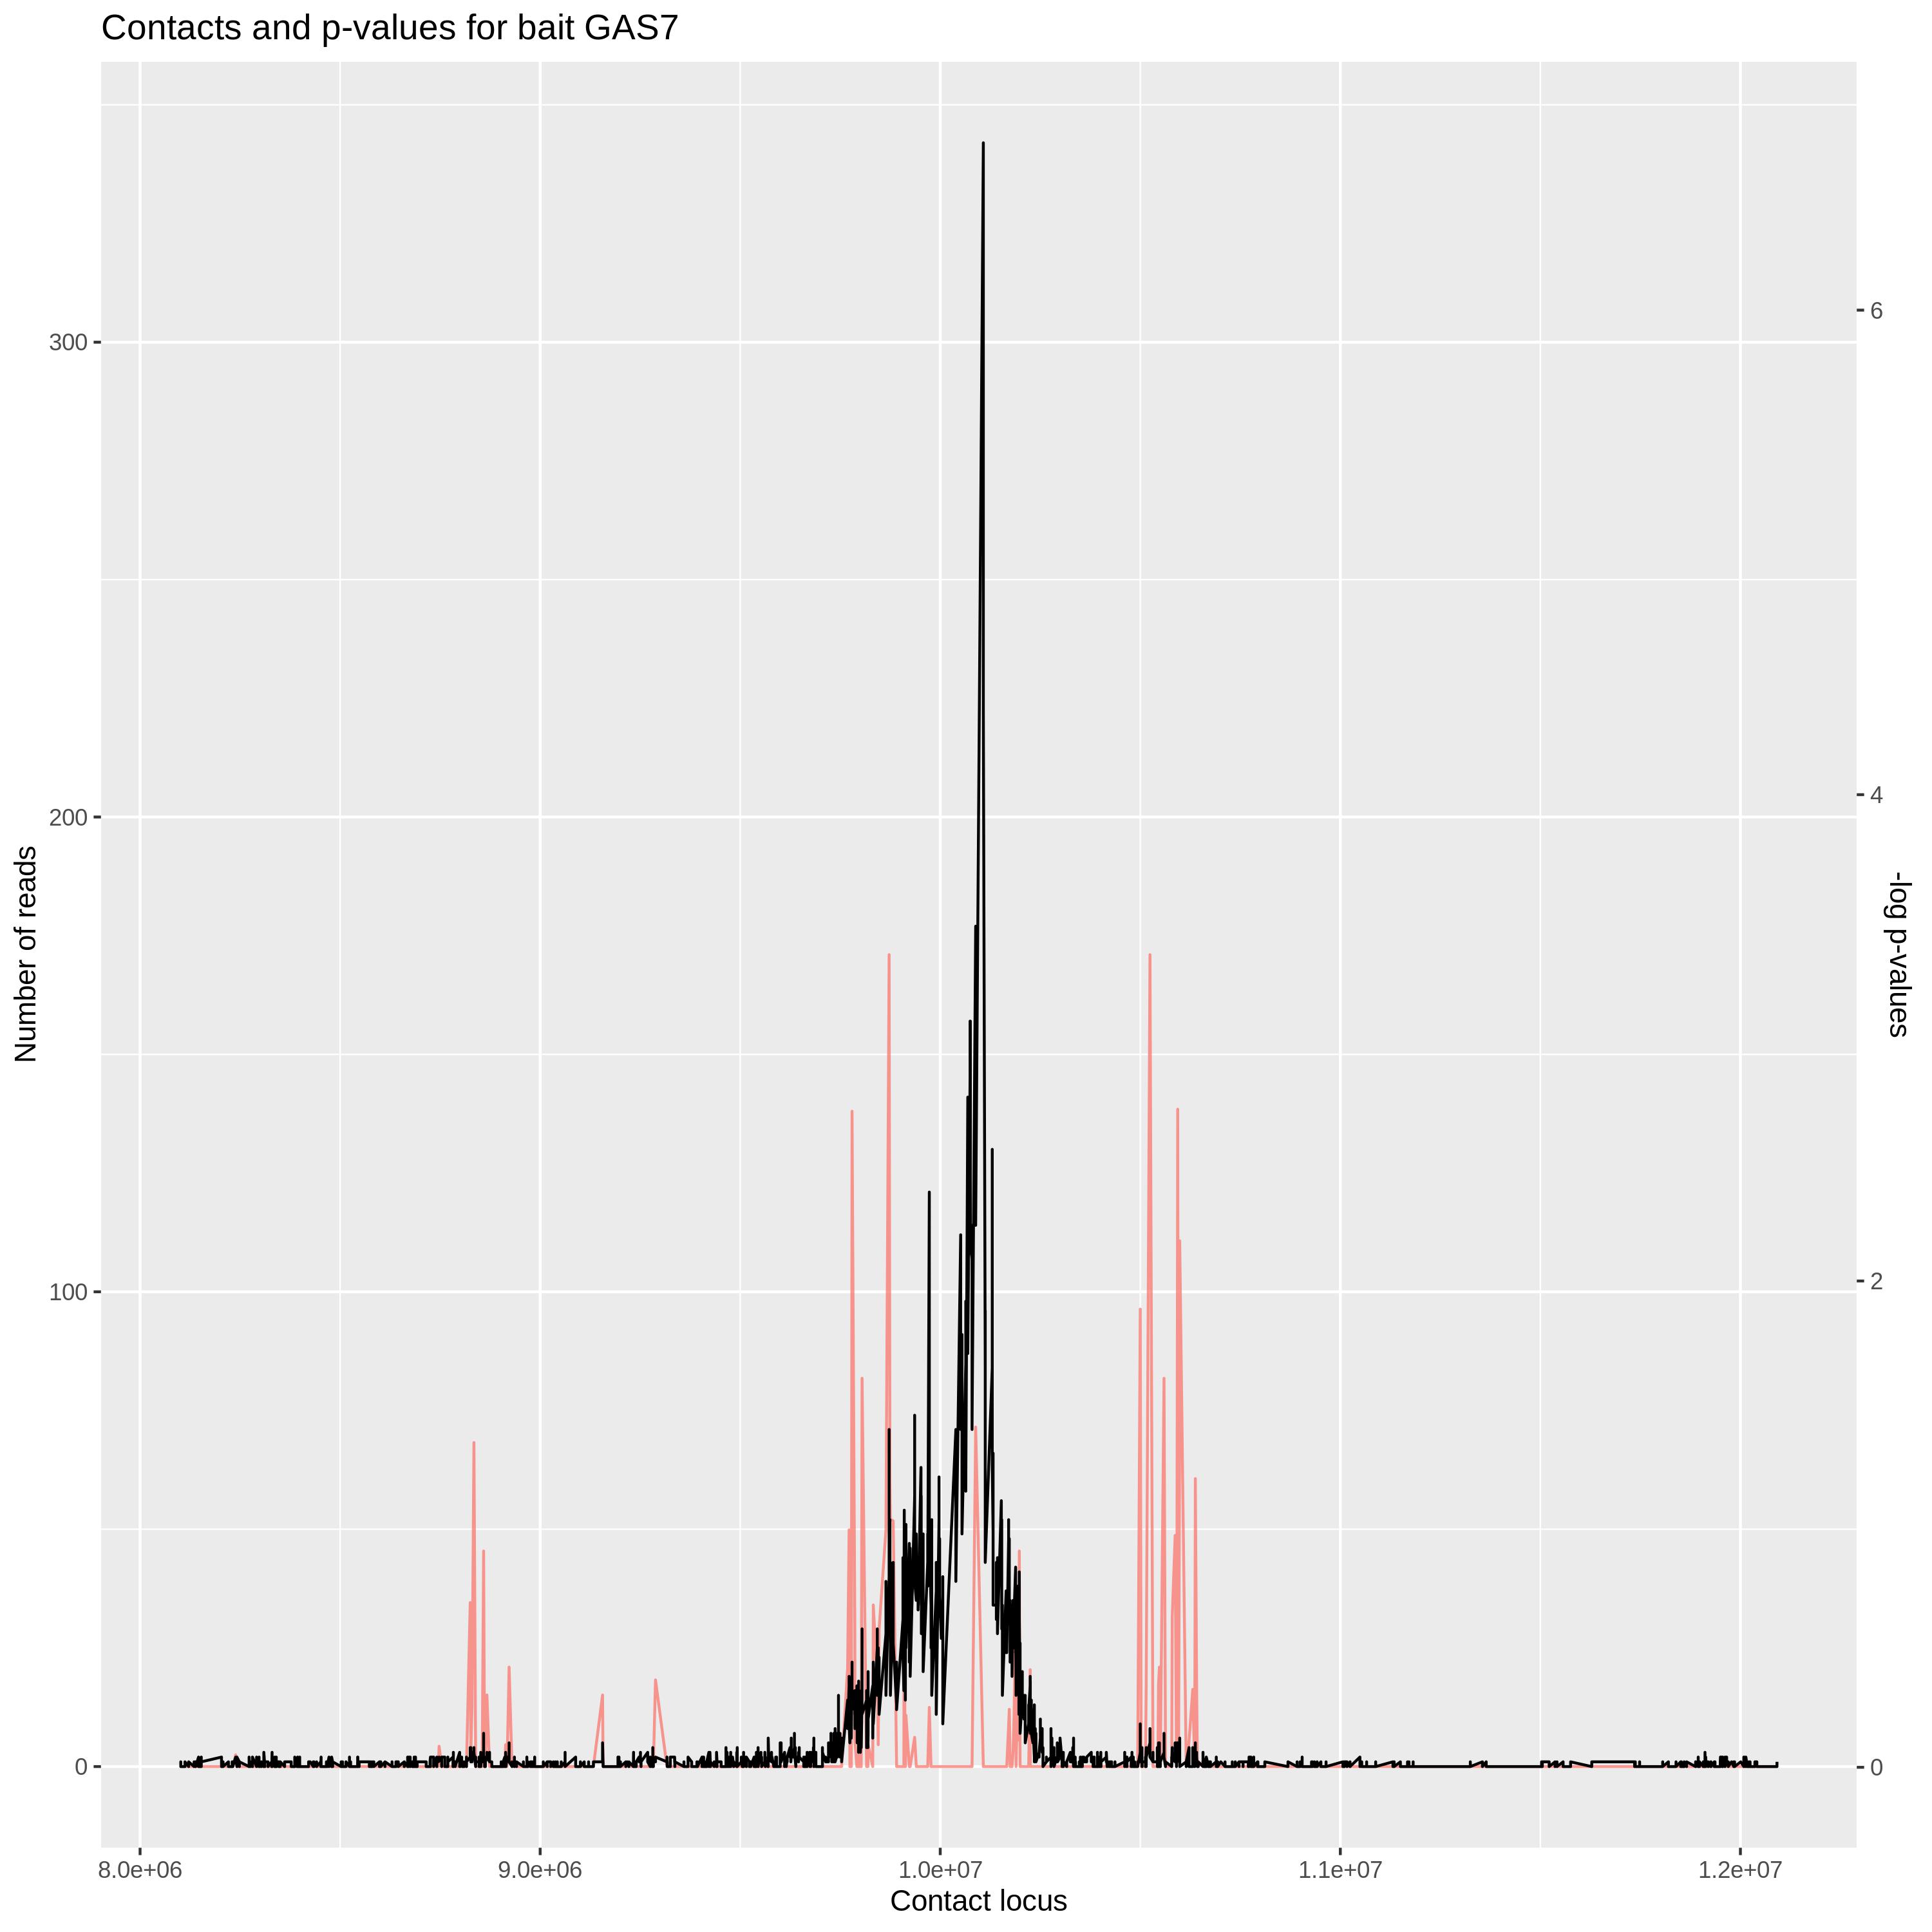 Contacts and p-values for bait GAS7
300
200
100
0
6
4
2
0
Number of reads
-log p-values
8.0e+06 9.0e+06 1.0e+07 1.1e+07 1.2e+07
Contact locus